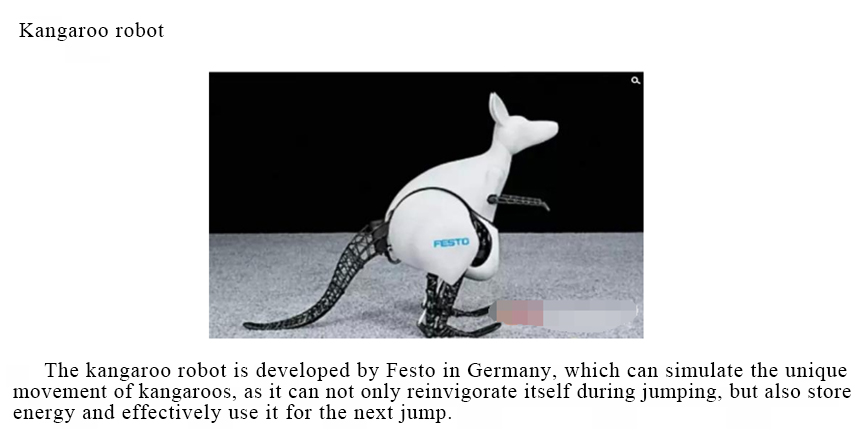 Kangaroo robot
FESTO
The kangaroo robot is developed by Festo in Germany, which can simulate the unique
movement of kangaroos, as it can not only reinvigorate itself during jumping, but also store
energy and effectively use it for the next jump.